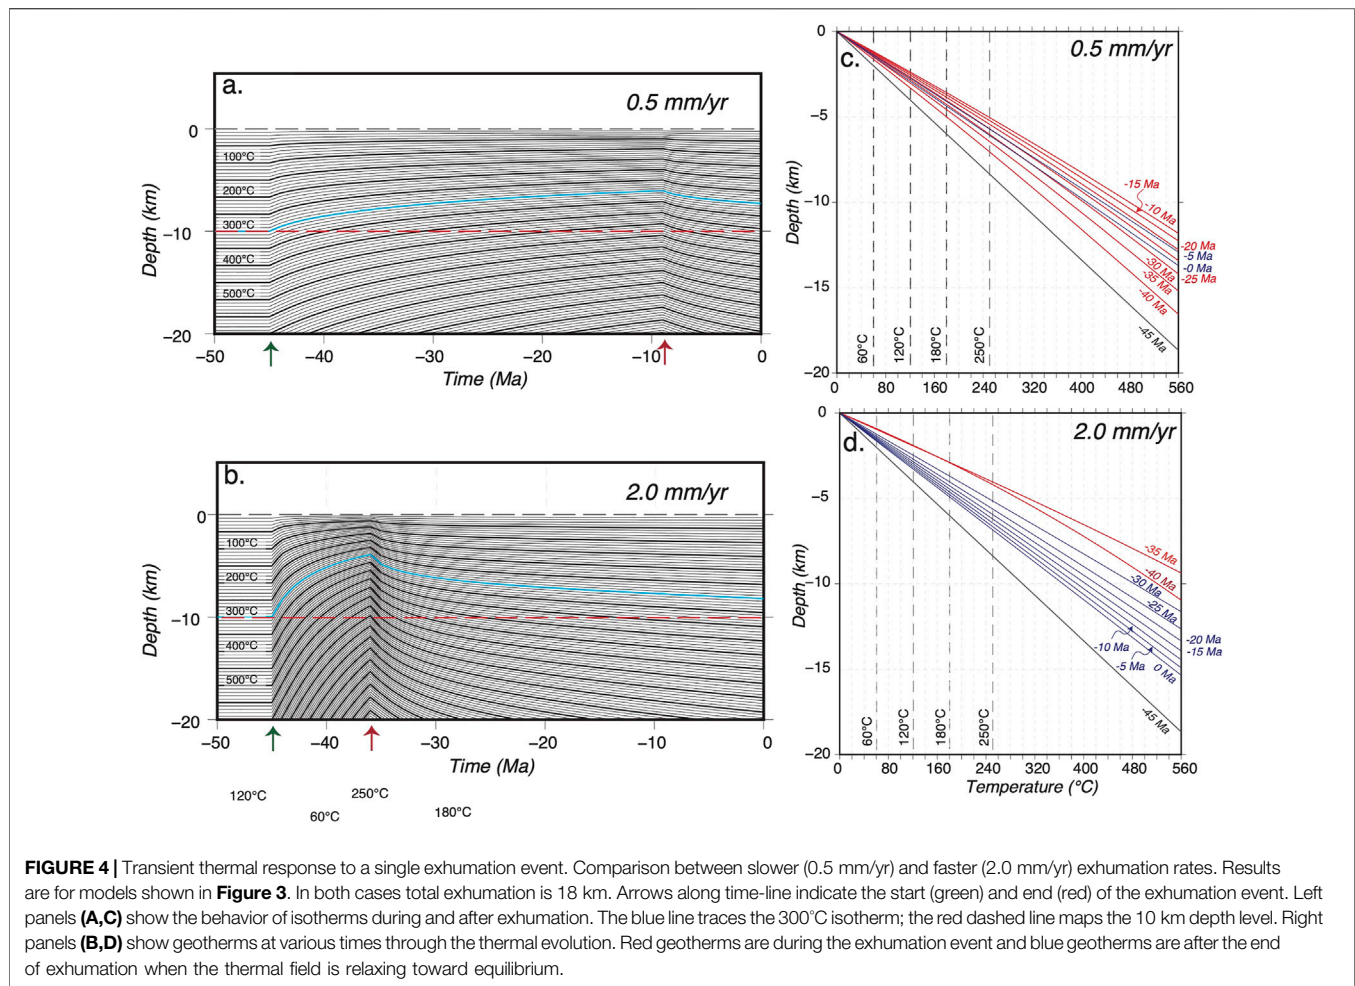 a.
0.5 mm/yr
0
100°C
200°C
300°C
–10
400°C
500°C
–20
Depth (km)
–50
–40
–30
–20
–10
0
Time (Ma)
b.
2.0 mm/yr
0
100°C
200°C
300°C
–10
400°C
500°C
–20
Depth (km)
–50
–40
–30
–20
–10
0
Time (Ma)
120°C
60°C
250°C
180°C
c.
0.5 mm/yr
0
–5
–10
–15
–20
Depth (km)
-15 Ma
-10 Ma
-20 Ma
-5 Ma
-0 Ma
-25 Ma
-30 Ma
-35 Ma
-40 Ma
-45 Ma
60°C
120°C
180°C
250°C
0
80
160
240
320
400
480
560
d.
2.0 mm/yr
0
–5
–10
–15
–20
Depth (km)
-35 Ma
-40 Ma
-30 Ma
-25 Ma
-20 Ma
-15 Ma
-10 Ma
-5 Ma
0 Ma
-45 Ma
60°C
120°C
180°C
250°C
0
80
160
240
320
400
480
560
Temperature (°C)
FIGURE 4 | Transient thermal response to a single exhumation event. Comparison between slower (0.5 mm/yr) and faster (2.0 mm/yr) exhumation rates. Results
are for models shown in Figure 3. In both cases total exhumation is 18 km. Arrows along time-line indicate the start (green) and end (red) of the exhumation event. Left
panels (A,C) show the behavior of isotherms during and after exhumation. The blue line traces the 300°C isotherm; the red dashed line maps the 10 km depth level. Right
panels (B,D) show geotherms at various times through the thermal evolution. Red geotherms are during the exhumation event and blue geotherms are after the end
of exhumation when the thermal field is relaxing toward equilibrium.